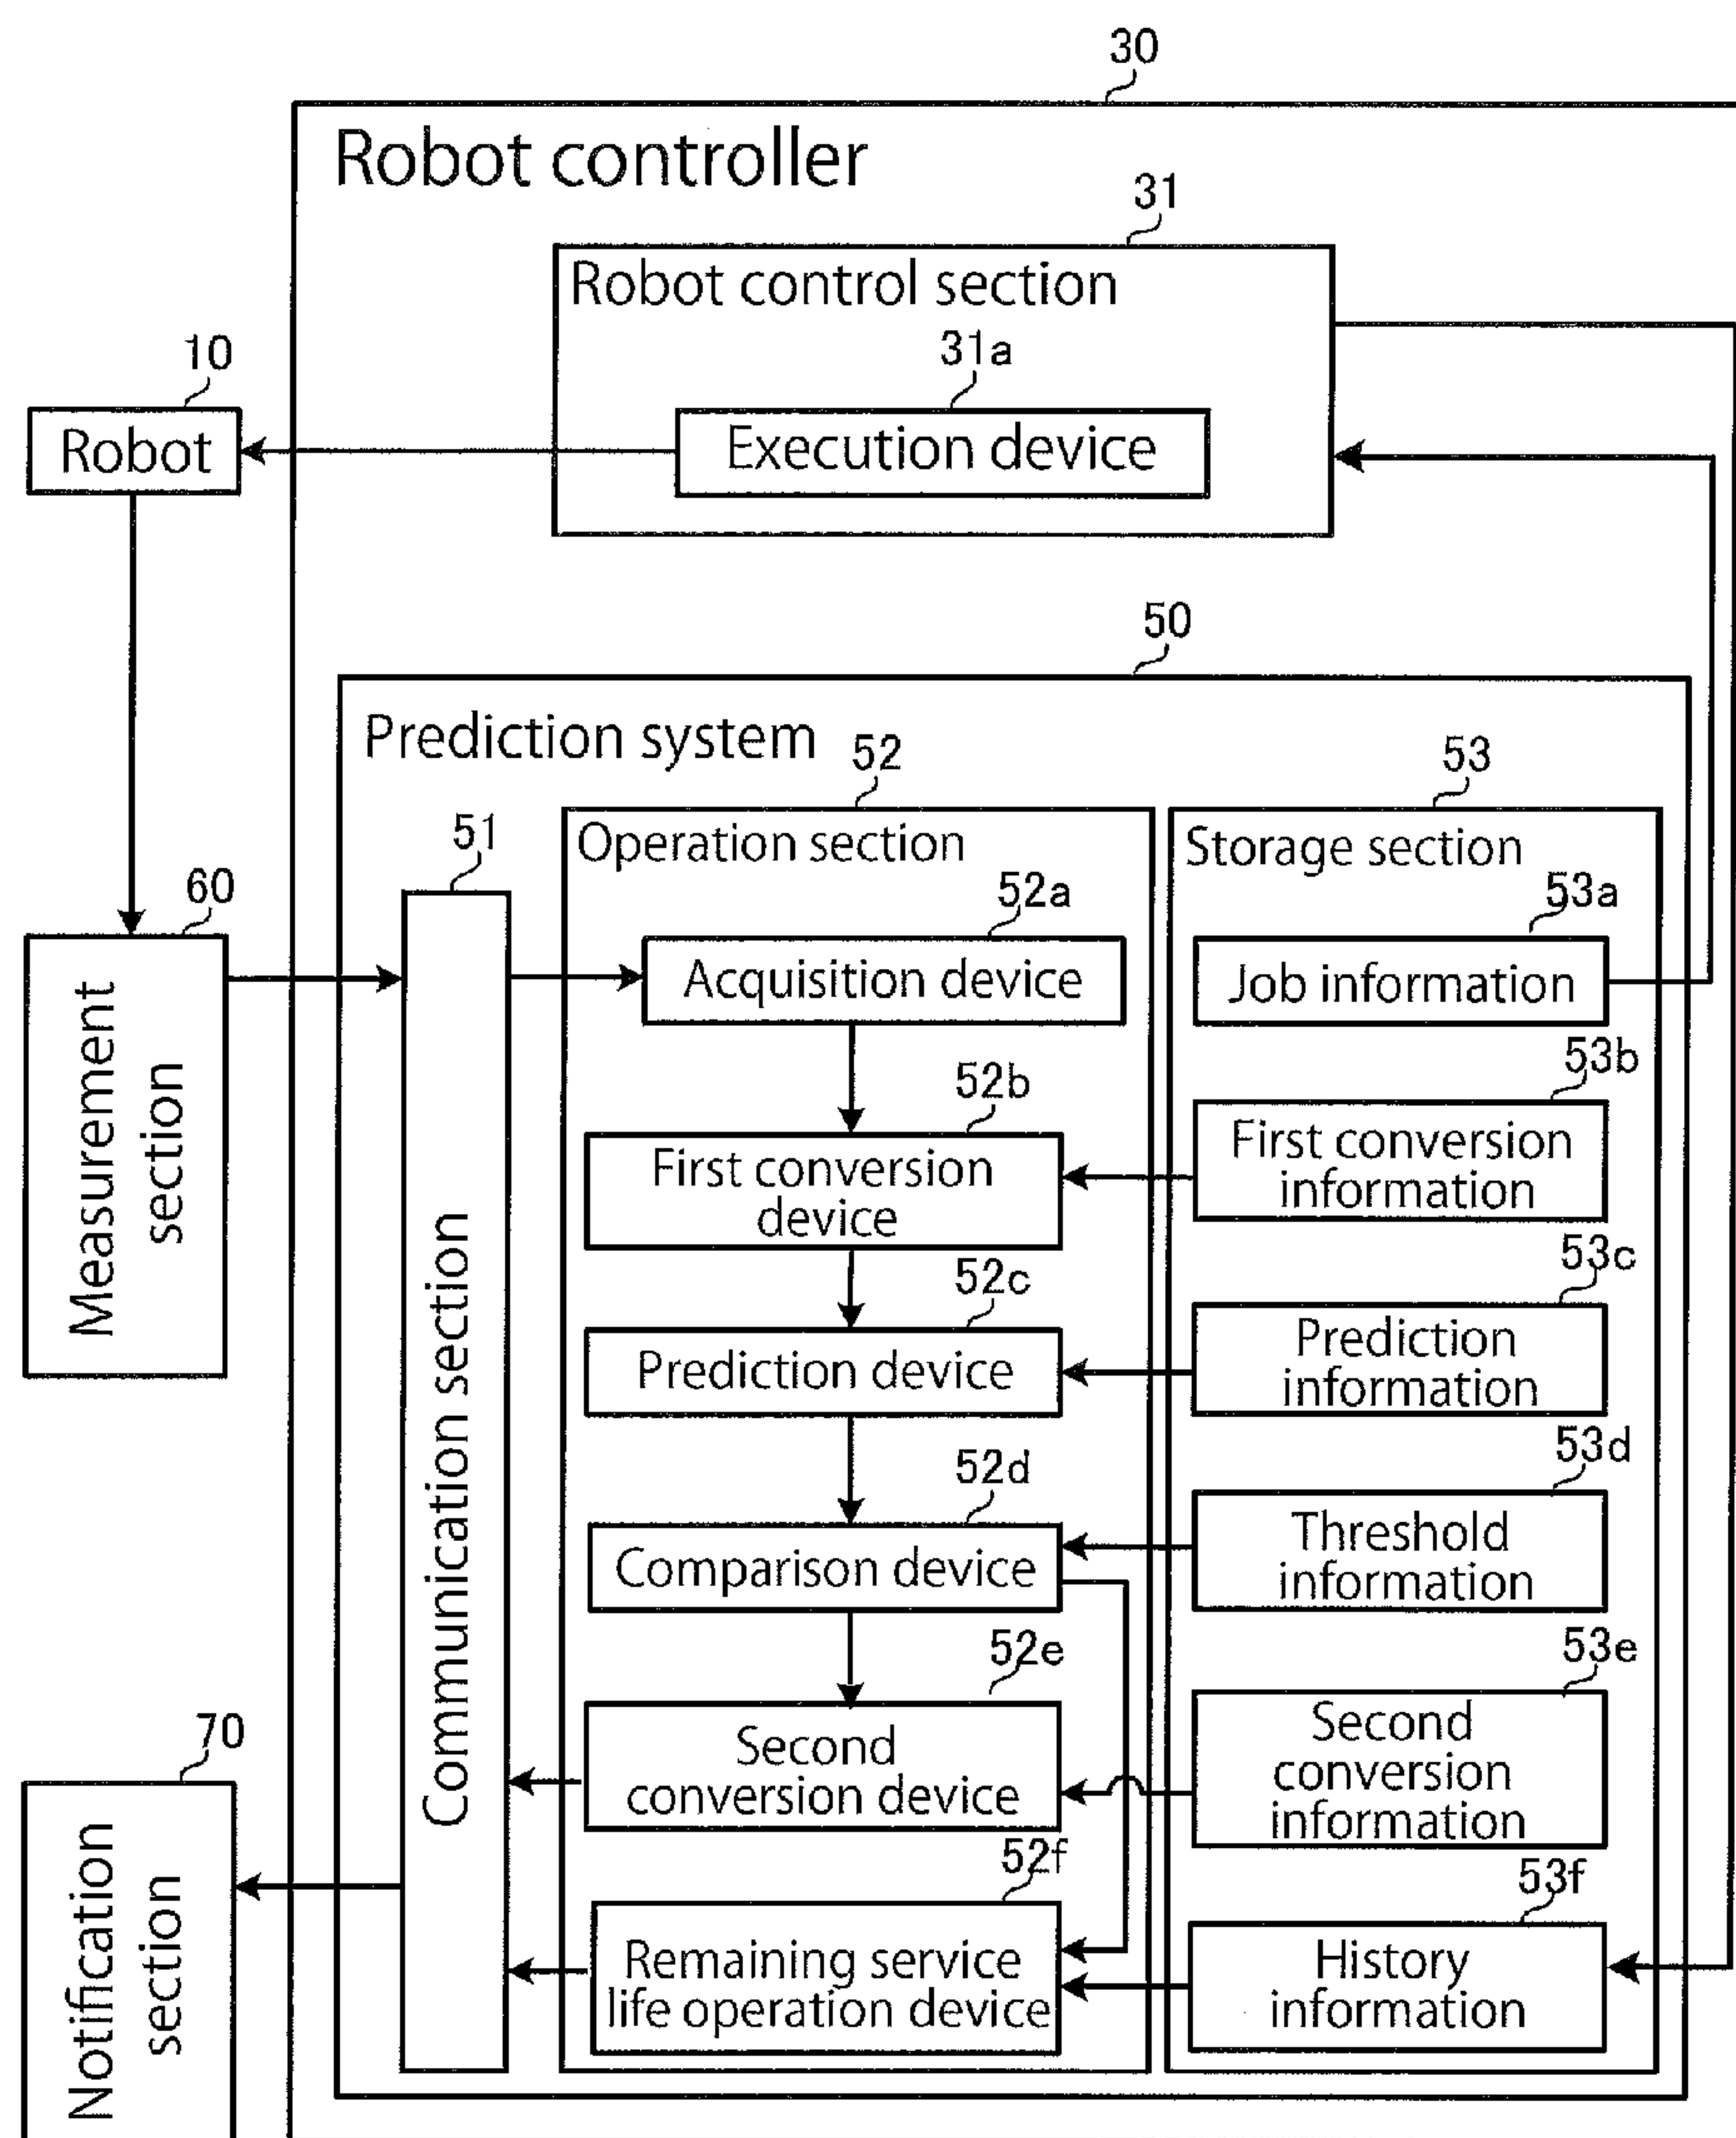 30
Robot controller
31
Robot control section
10
31a
Robot
Execution device
50
Prediction system
52
53
51
Operation section
Storage section
60
52a
53a
Acquisition device
Job information
Measurement
section
52b
53b
First conversion
device
First conversion
information
Communication section
52c
53c
Prediction device
Prediction
information
52d
53d
Comparison device
Threshold
information
52e
53e
Second
conversion device
Second
conversion
information
70
52f
53f
Notification
section
Remaining service
life operation device
History
information